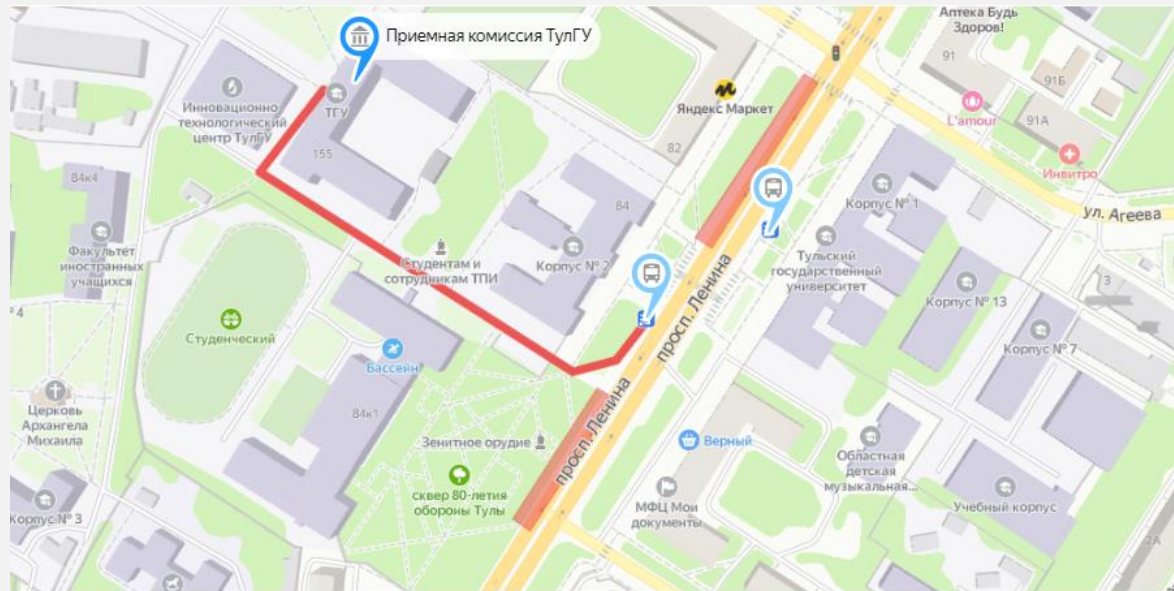 Приемная комиссия ТулГУ
Аптека Будь
Здоров!
91
91Б
Яндекс Маркет
L'amour
91А
Инвитро
Инновационно-
технологический
центр ТулГУ
ТГУ
155
82
84к4
84
Корпус № 1
ул. Агеева
Факультет
иностранных
учащихся
Студентам и
сотрудникам ТПИ
Корпус № 2
Тульский
государственный
университет
Корпус № 13
3
№ 4
Студенческий
просп. Ленина
Корпус № 7
Бассейн
Церковь
Архангела
Михаила
84к1
просп. Ленина
Зенитное орудие
Верный
Областная
детская
музыкальная...
сквер 80-летия
обороны Тулы
МФЦ Мои
документы
Учебный корпус
Корпус № 3
2А